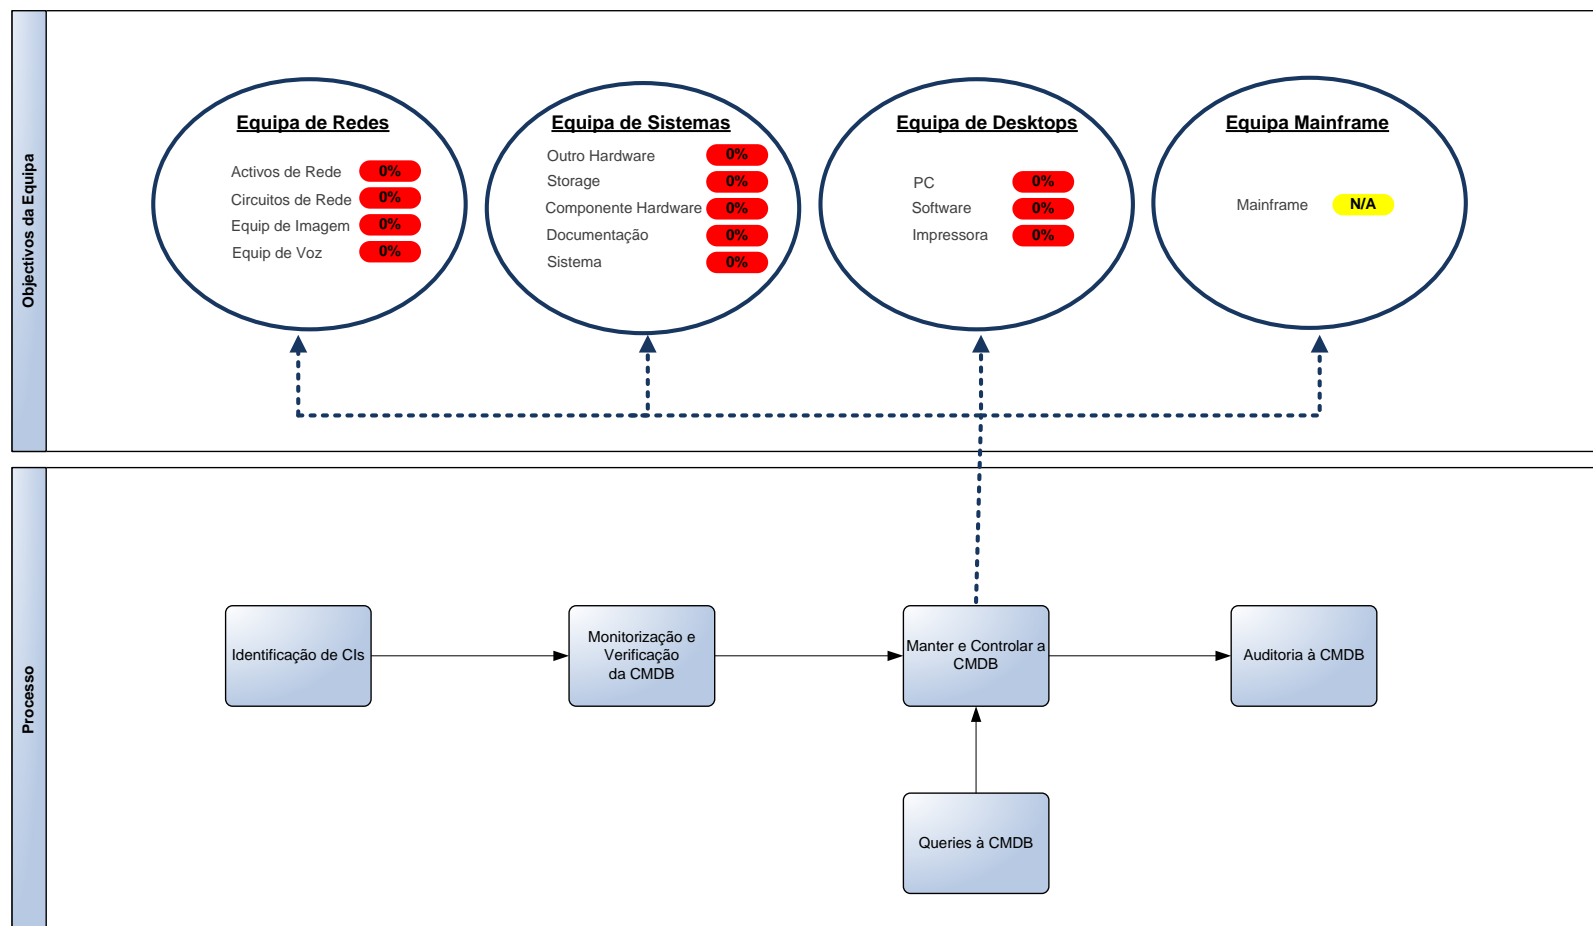 Objectivos da Equipa
Equipa de Redes
Activos de Rede 0%
Circuitos de Rede 0%
Equip de Imagem 0%
Equip de Voz 0%
Equipa de Sistemas
Outro Hardware 0%
Storage 0%
Componente Hardware 0%
Documentação 0%
Sistema 0%
Equipa de Desktops
PC 0%
Software 0%
Impressora 0%
Equipa Mainframe
Mainframe N/A
Processo
Identificação de CIs
Monitorização e
Verificação
da CMDB
Manter e Controlar a
CMDB
Auditoria à CMDB
Queries à CMDB